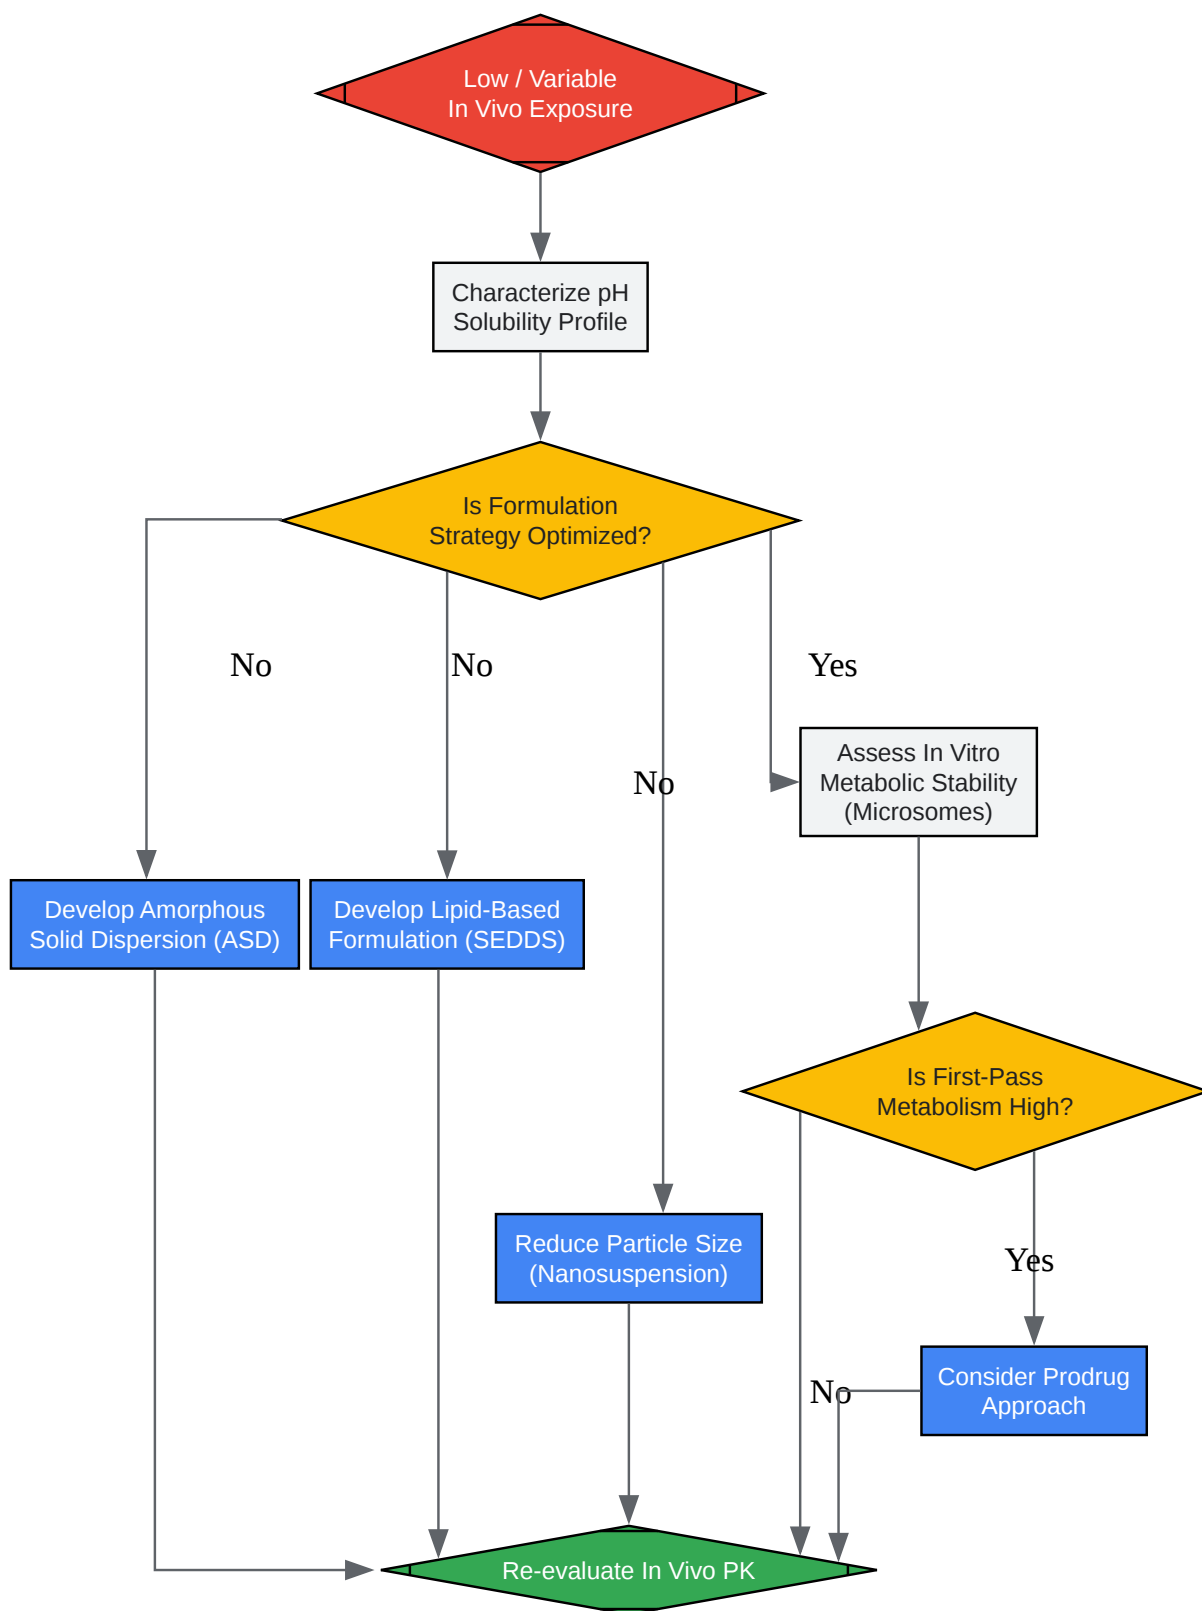 Low / Variable
In Vivo Exposure
Characterize pH
Solubility Profile
Is Formulation
Strategy Optimized?
No
No
Yes
No
Assess In Vitro
Metabolic Stability
(Microsomes)
Develop Amorphous
Solid Dispersion (ASD)
Develop Lipid-Based
Formulation (SEDDS)
Is First-Pass
Metabolism High?
Reduce Particle Size
(Nanosuspension)
Yes
No
Consider Prodrug
Approach
Re-evaluate In Vivo PK